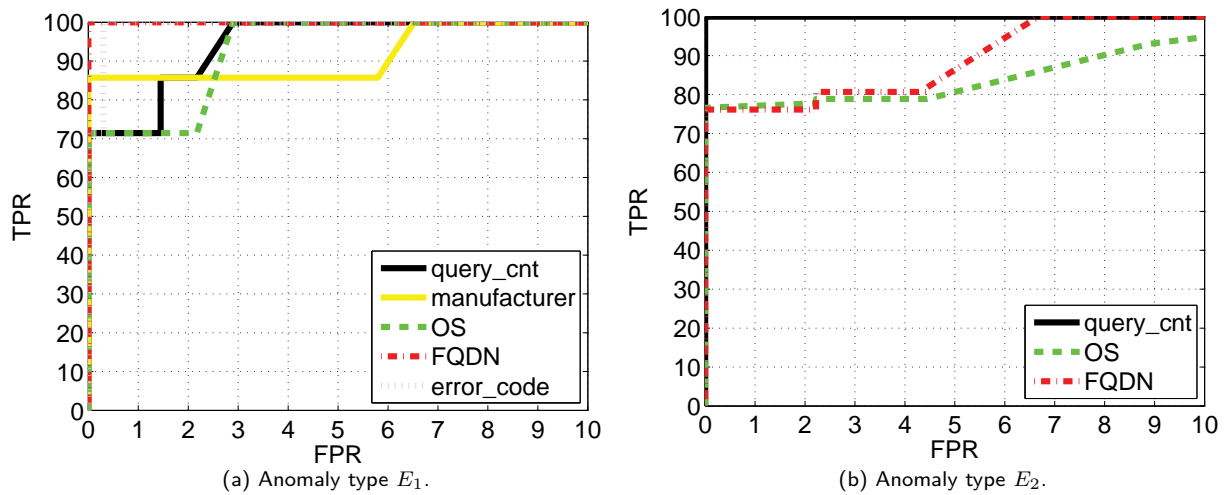 100
90
80
70
60
50
40
30
20
10
0
TPR
0 1 2 3 4 5 6 7 8 9 10
FPR
query_cnt
manufacturer
OS
FQDN
error_code
(a) Anomaly type E1.
100
90
80
70
60
50
40
30
20
10
0
TPR
0 1 2 3 4 5 6 7 8 9 10
FPR
query_cnt
OS
FQDN
(b) Anomaly type E2.